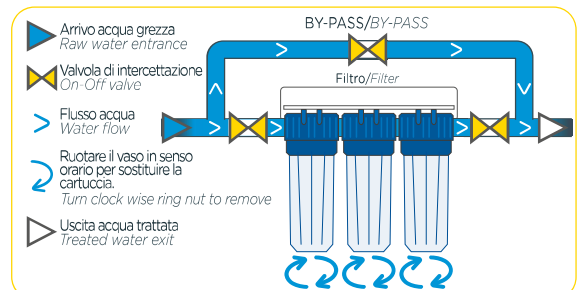 Arrivo acqua grezza
Raw water entrance
Valvola di intercettazione
On-Off valve
Flusso acqua
Water flow
Ruotare il vaso in senso
orario per sostituire la
cartuccia.
Turn clock wise ring nut to remove
Uscita acqua trattata
Treated water exit
BY-PASS/BY-PASS
Filtro/Filter